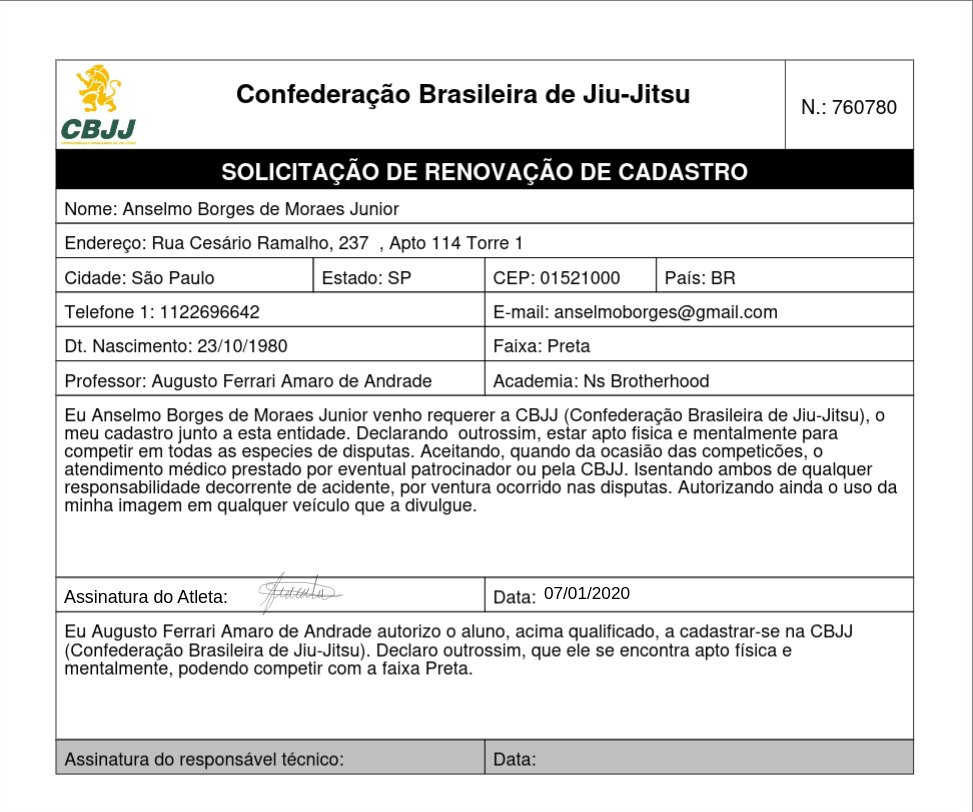 CBJJ
Confederação Brasileira de Jiu-Jitsu
N.: 760780
SOLICITAÇÃO DE RENOVAÇÃO DE CADASTRO
Nome: Anselmo Borges de Moraes Junior
Endereço: Rua Cesário Ramalho, 237  , Apto 114 Torre 1
Cidade: São Paulo
Estado: SP
CEP: 01521000
País: BR
Telefone 1: 1122696642
E-mail: anselmoborges@gmail.com
Dt. Nascimento: 23/10/1980
Faixa: Preta
Professor: Augusto Ferrari Amaro de Andrade
Academia: Ns Brotherhood
Eu Anselmo Borges de Moraes Junior venho requerer a CBJJ (Confederação Brasileira de Jiu-Jitsu), o
meu cadastro junto a esta entidade. Declarando  outrossim, estar apto fisica e mentalmente para
competir em todas as especies de disputas. Aceitando, quando da ocasião das competicões, o
atendimento médico prestado por eventual patrocinador ou pela CBJJ. Isentando ambos de qualquer
responsabilidade decorrente de acidente, por ventura ocorrido nas disputas. Autorizando ainda o uso da
minha imagem em qualquer veículo que a divulgue.
Assinatura do Atleta:
Data: 07/01/2020
Eu Augusto Ferrari Amaro de Andrade autorizo o aluno, acima qualificado, a cadastrar-se na CBJJ
(Confederação Brasileira de Jiu-Jitsu). Declaro outrossim, que ele se encontra apto física e
mentalmente, podendo competir com a faixa Preta.
Assinatura do responsável técnico:
Data: